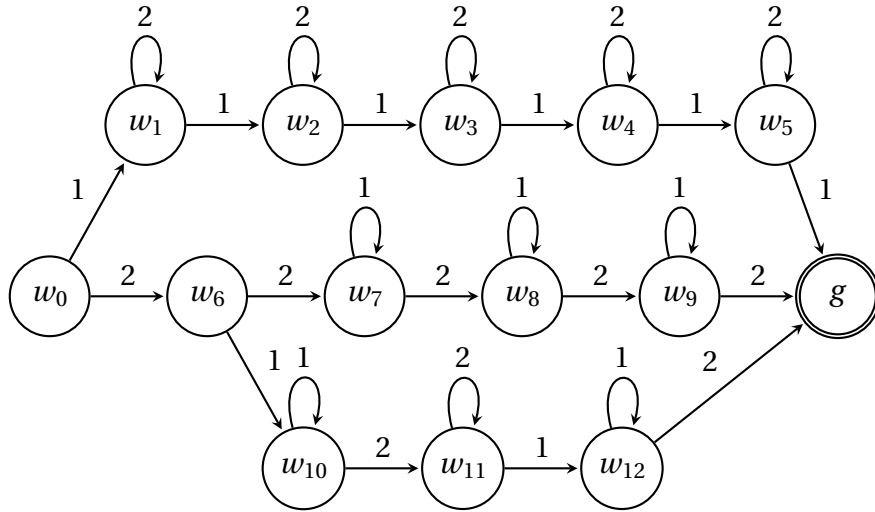 2 2 2 2 2
w₁ 1 w₂ 1 w₃ 1 w₄ 1 w₅
1 1
1 1 1
w₀ 2 w₆ 2 w₇ 2 w₈ 2 w₉ 2 g
1 1 2 1 2
w₁₀ 2 w₁₁ 1 w₁₂